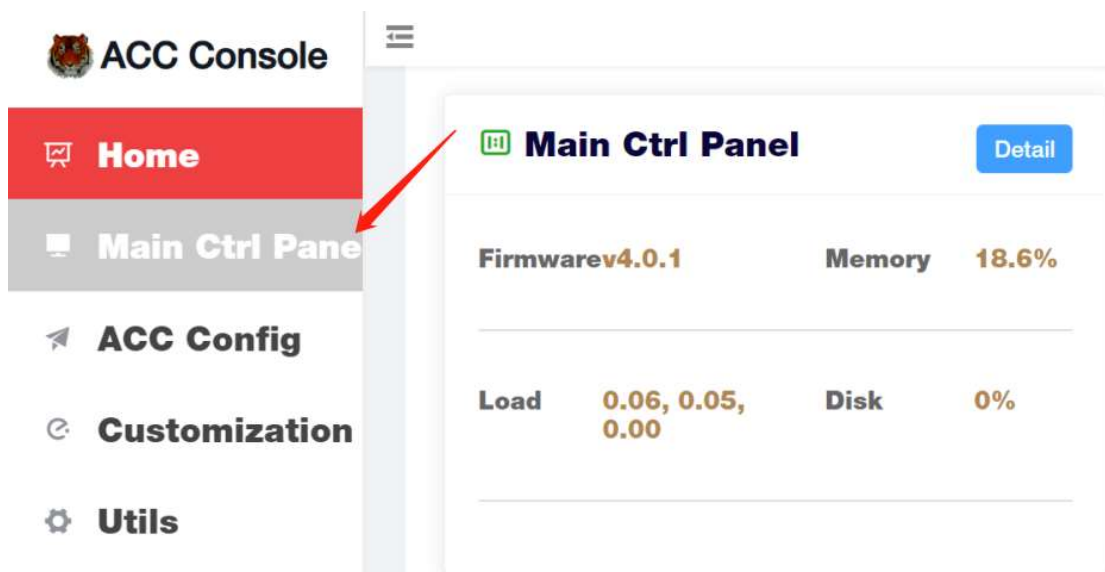 ACC Console
Home
Main Ctrl Pane
ACC Config
Customization
Utils
Main Ctrl Panel
Detail
Firmwarev4.0.1
Memory 18.6%
Load 0.06, 0.05,
0.00
Disk 0%